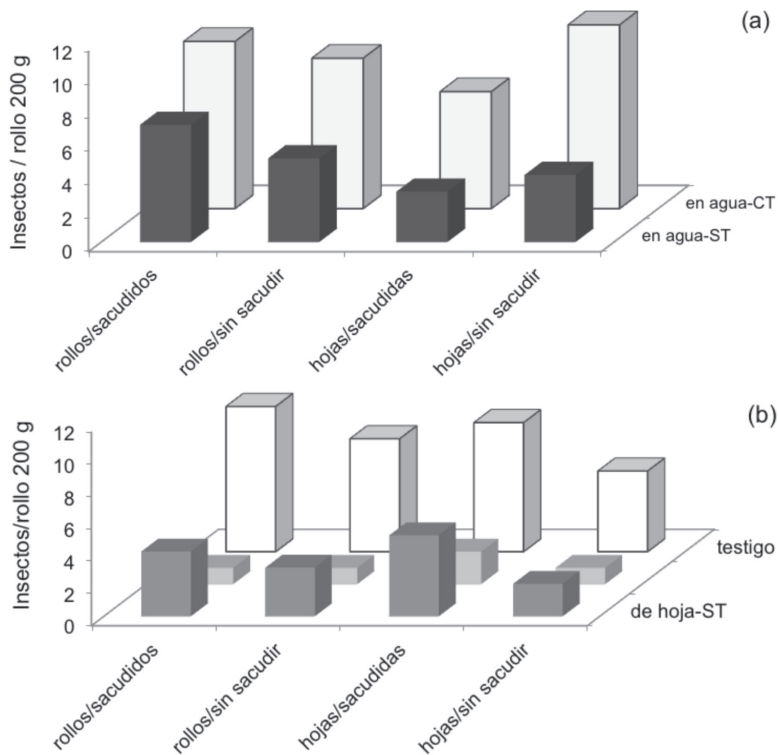 (a)
Insectos / rollo 200 g
12
10
8
6
4
2
0
en agua-CT
en agua-ST
rollos/sacudidos
rollos/sin sacudir
hojas/sacudidas
hojas/sin sacudir
(b)
Insectos/rollo 200 g
12
10
8
6
4
2
0
testigo
de hoja-ST
rollos/sacudidos
rollos/sin sacudir
hojas/sacudidas
hojas/sin sacudir